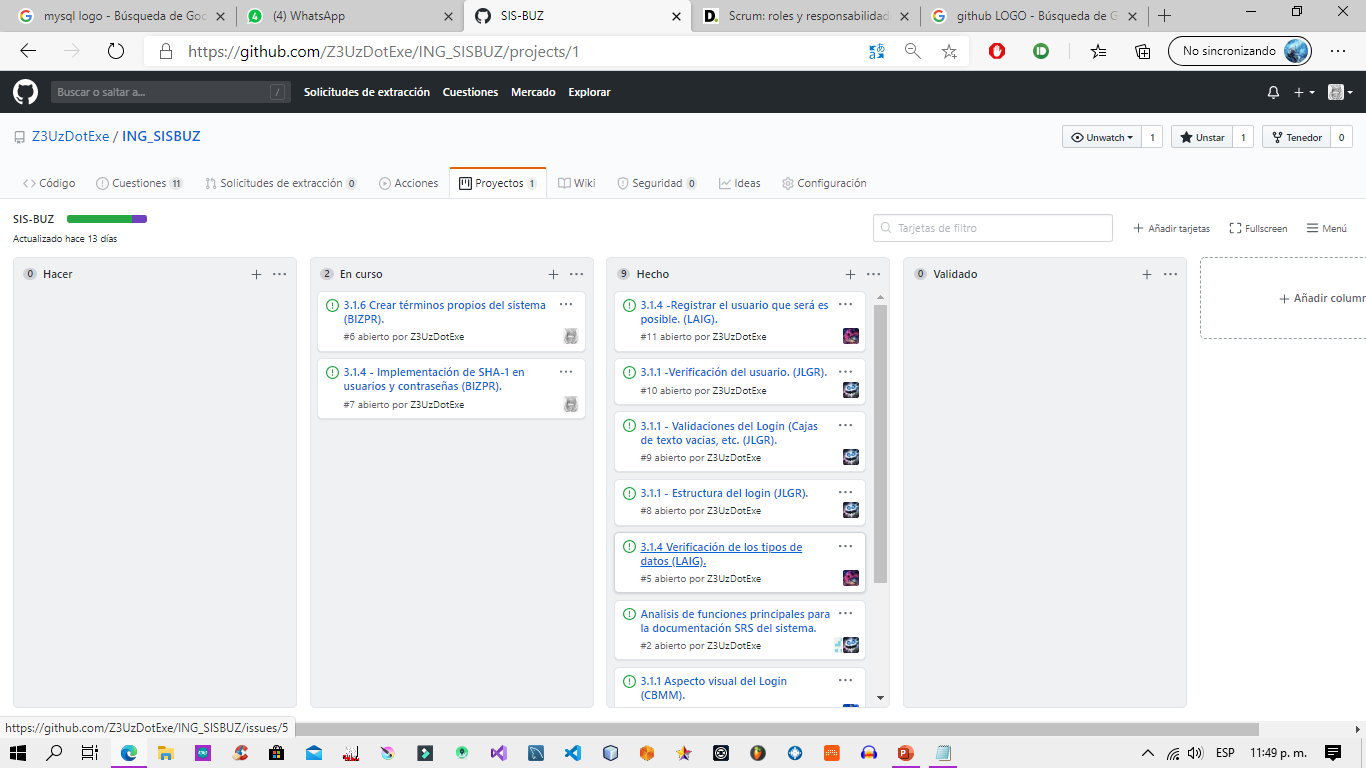 mysql logo - Búsqueda de Goo
(4) WhatsApp
SIS-BUZ
Scrum: roles y responsabilidad
github LOGO - Búsqueda de G
https://github.com/Z3UzDotExe/ING_SISBUZ/projects/1
No sincronizando
Buscar o saltar a...
/
Solicitudes de extracción
Cuestiones
Mercado
Explorar
Z3UzDotExe / ING_SISBUZ
Unwatch 1
Unstar 1
Tenedor 0
Código
Cuestiones 11
Solicitudes de extracción 0
Acciones
Proyectos 1
Wiki
Seguridad 0
Ideas
Configuración
SIS-BUZ
Actualizado hace 13 días
Tarjetas de filtro
Añadir tarjetas
Fullscreen
Menú
0 Hacer
2 En curso
3.1.6 Crear términos propios del sistema
(BIZPR).
#6 abierto por Z3UzDotExe
3.1.4 - Implementación de SHA-1 en
usuarios y contraseñas (BIZPR).
#7 abierto por Z3UzDotExe
9 Hecho
3.1.4 -Registrar el usuario que será es
posible. (LAIG).
#11 abierto por Z3UzDotExe
3.1.1 -Verificación del usuario. (JLGR).
#10 abierto por Z3UzDotExe
3.1.1 - Validaciones del Login (Cajas
de texto vacias, etc. (JLGR).
#9 abierto por Z3UzDotExe
3.1.1 - Estructura del login (JLGR).
#8 abierto por Z3UzDotExe
3.1.4 Verificación de los tipos de
datos (LAIG).
#5 abierto por Z3UzDotExe
Analisis de funciones principales para
la documentación SRS del sistema.
#2 abierto por Z3UzDotExe
3.1.1 Aspecto visual del Login
(CBMM).
0 Validado
Añadir column
https://github.com/Z3UzDotExe/ING_SISBUZ/issues/5
ESP
11:49 p. m.